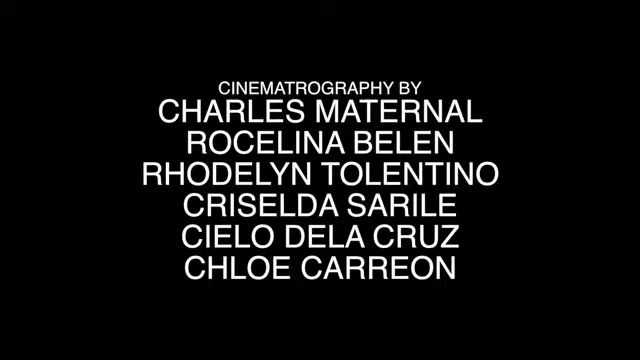 CINEMATROGRAPHY BY
CHARLES MATERNAL
ROCELINA BELEN
RHODELYN TOLENTINO
CRISELDA SARILE
CIELO DELA CRUZ
CHLOE CARREON